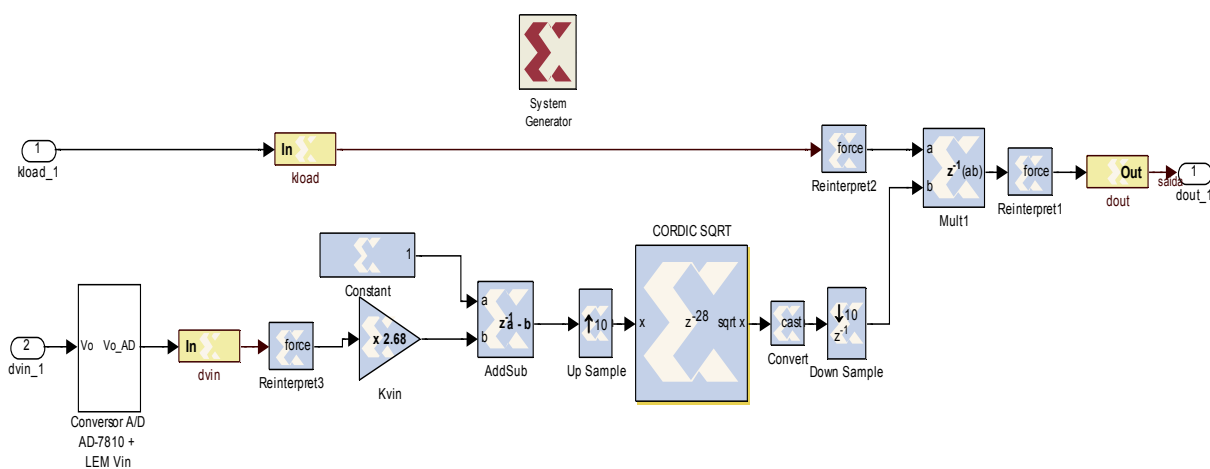 System
Generator
1
kload_1
In
kload
force
Reinterpret2
a
b
z-1(ab)
Mult1
force
Reinterpret1
Out
dout
saida
1
dout_1
1
Constant
2
dvin_1
Vo
Vo_AD
Conversor A/D
AD-7810 +
LEM Vin
In
dvin
force
Reinterpret3
x 2.68
Kvin
a
b
z-1
a - b
AddSub
↑10
Up Sample
CORDIC SQRT
x
z-28
sqrt x
cast
Convert
↓10
z-1
Down Sample